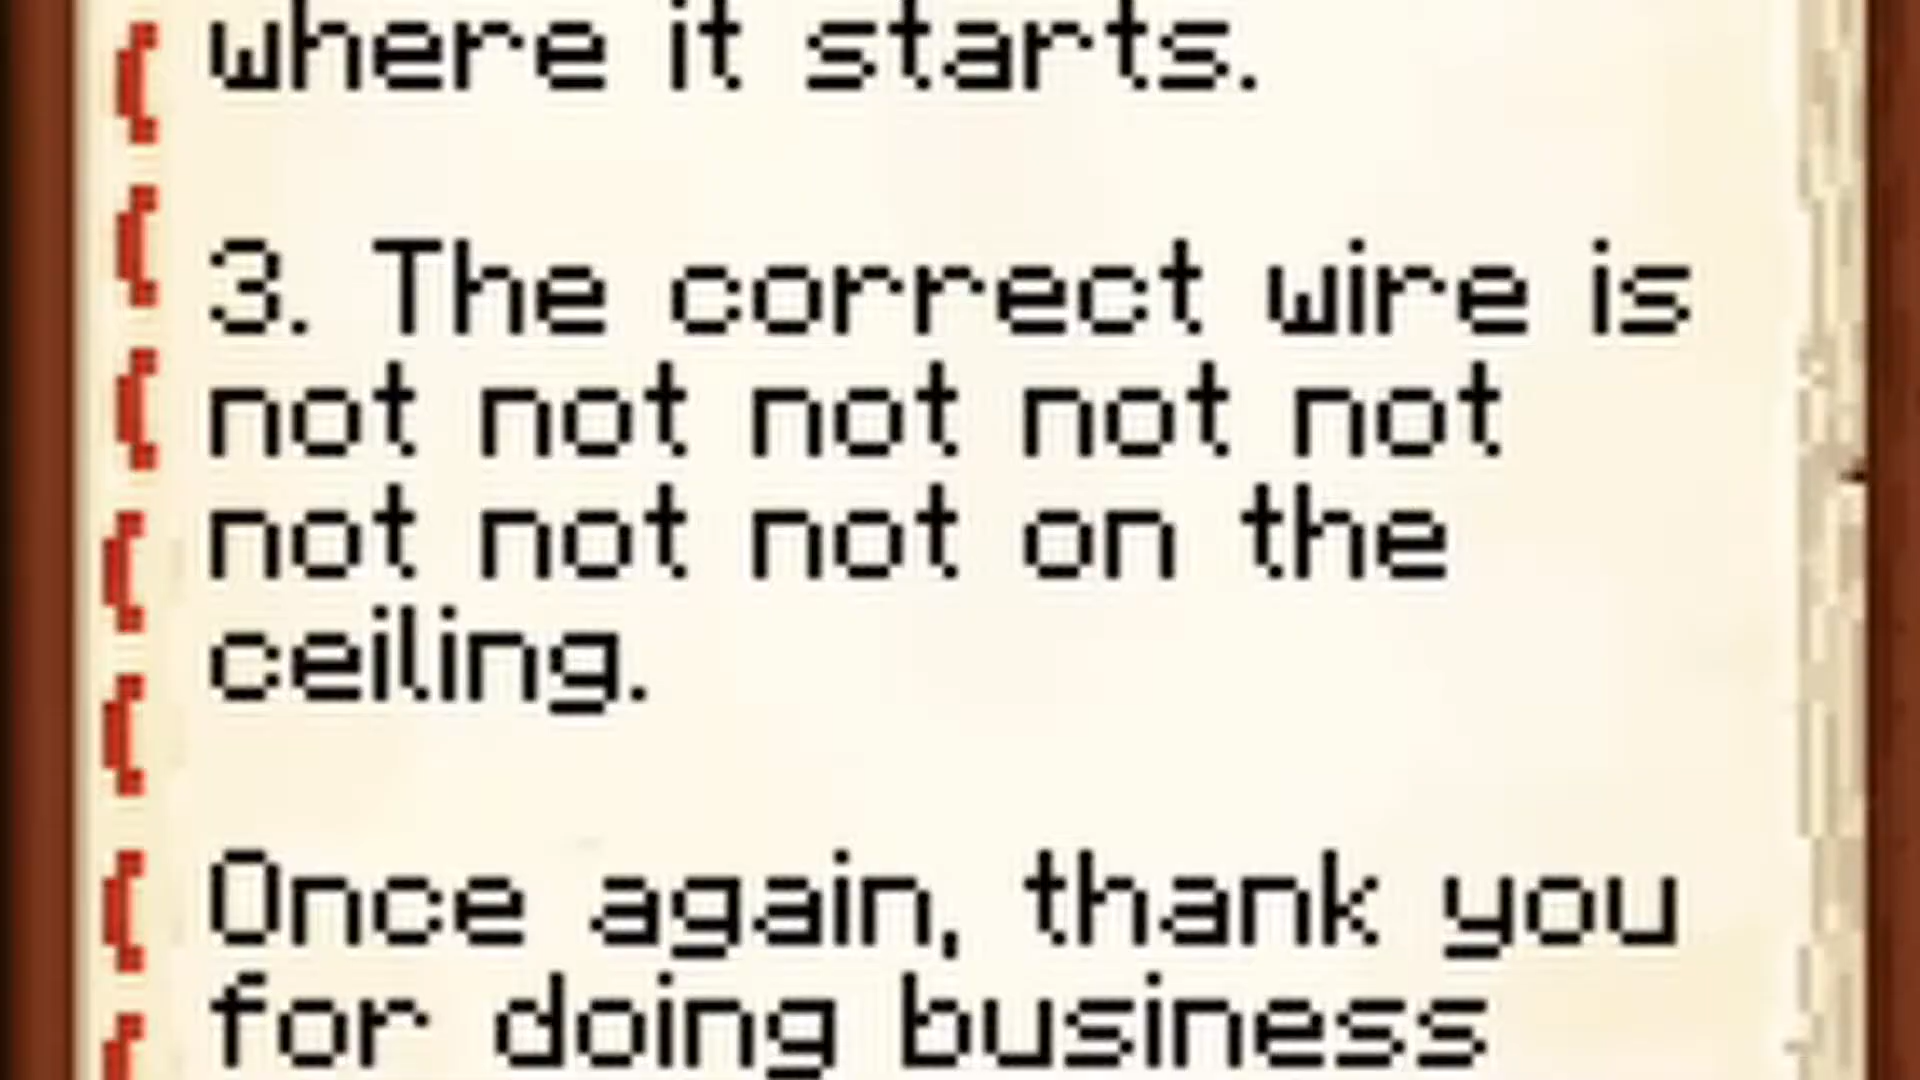 where it starts.
3. The correct wire is
not not not not not
not not not on the
ceiling.
Once again, thank you
for doing business